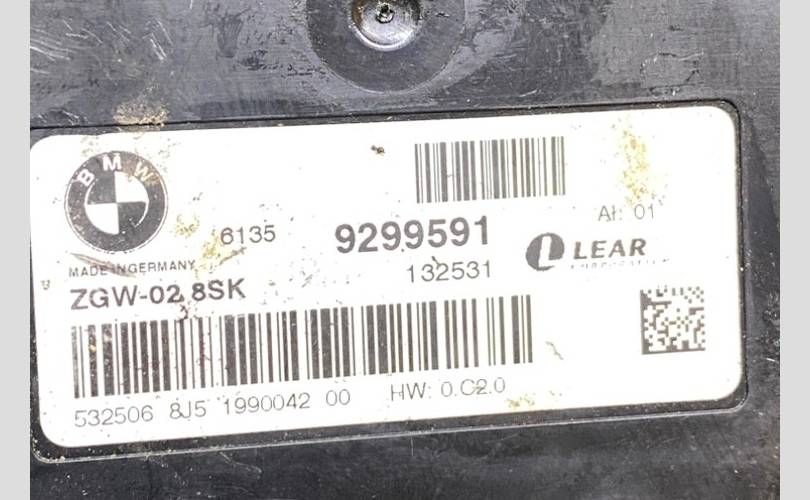 BMW
AI: 01
6135 9299591
LEAR
MADE IN GERMANY
132531
ZGW-02 8SK
532506 8J5 1990042 00 HW: 0.C2.0